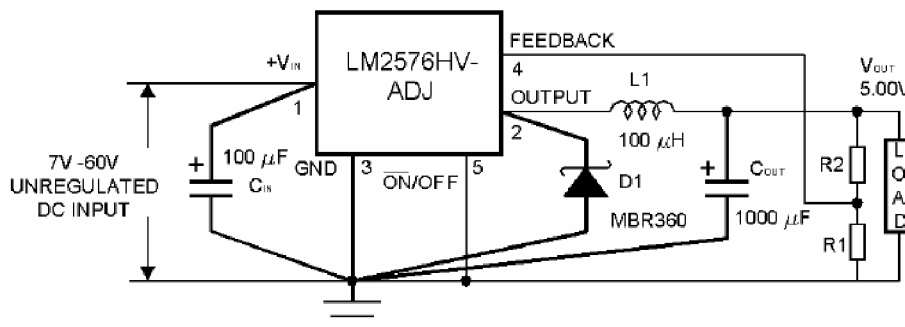 FEEDBACK
+VIN
LM2576HV-
ADJ
4
VOUT
5.00V
L1
OUTPUT
1
2
100 µH
7V -60V
UNREGULATED
DC INPUT
+
100 µF
CIN
GND
3
5
ON/OFF
D1
MBR360
+
COUT
1000 µF
R2
R1
LOAD